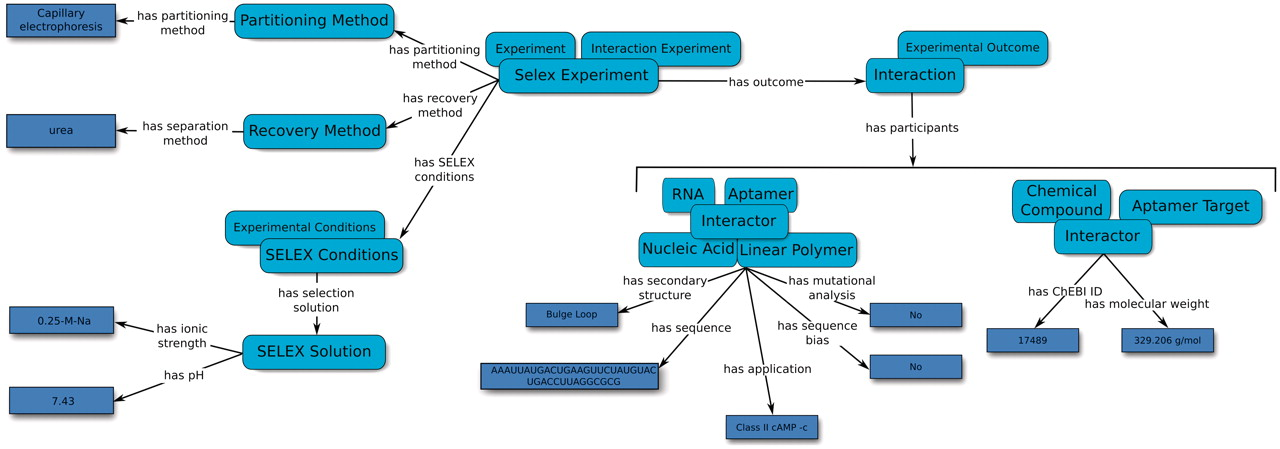 Capillary
electrophoresis
has partitioning
method
Partitioning Method
has partitioning
method
Experiment
Interaction Experiment
Selex Experiment
has outcome
Experimental Outcome
Interaction
has participants
urea
has separation
method
Recovery Method
has recovery
method
has SELEX
conditions
Experimental Conditions
SELEX Conditions
has selection
solution
SELEX Solution
has ionic
strength
0.25-M-Na
has pH
7.43
RNA
Aptamer
Interactor
Nucleic Acid
Linear Polymer
has secondary
structure
Bulge Loop
has sequence
AAAUUAUGACUGAAGUUCUAUGUAC
UGACCUUAGGCGCG
has application
Class II cAMP -c
has sequence
bias
No
has mutational
analysis
No
Chemical
Compound
Aptamer Target
Interactor
has ChEBI ID
17489
has molecular weight
329.206 g/mol